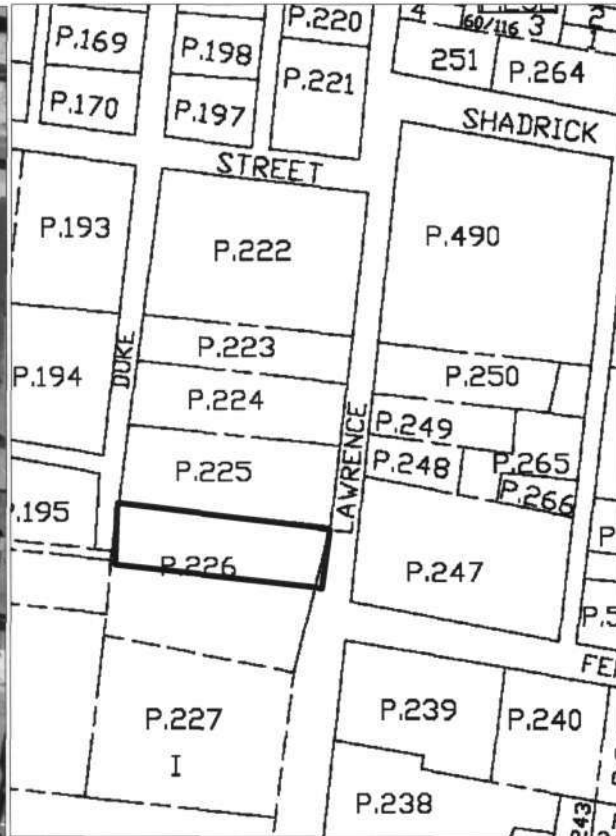 P.169
P.198
P.220
4
60/116
3
2
P.221
251
P.264
P.170
P.197
SHADRICK
STREET
P.193
P.222
P.490
DUKE
P.223
P.194
P.224
P.250
LAWRENCE
P.249
P.225
P.248
P.265
P.266
.195
P.226
P.247
P.5
FE
P.227
I
P.239
P.240
P.238
243